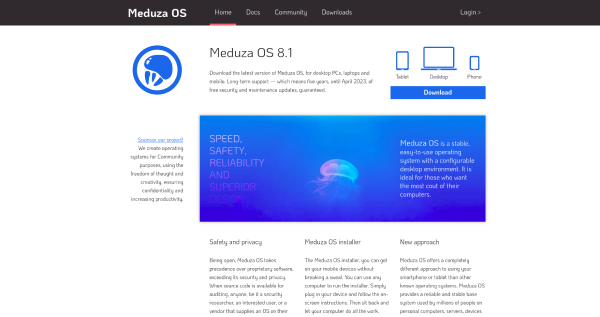 Meduza OS
Home Docs Community Downloads Login >
Meduza OS 8.1
Download the latest version of Meduza OS, for desktop PC, laptops and
mobile. Long-term support — which means five years, until April 2023, of
free security and maintenance updates, guaranteed.
Tablet Desktop Phone
Download
Sponsor our project!
We create operating
systems for Community
purposes, using the
freedom of thought and
creativity, ensuring
confidentiality and
increasing productivity.
SPEED,
SAFETY,
RELIABILITY
AND
SUPERIOR
DESIGN
Meduza OS is a stable,
easy-to-use operating
system with a configurable
desktop environment. It is
ideal for those who want
the most out of their
computers.
Safety and privacy
Being open, Meduza OS takes
precedence over proprietary software,
exceeding its security and privacy.
When source code is available for
auditing, anyone, be it a security
researcher, an interested user, or a
vendor that supplies an OS on their
Meduza OS installer
The Meduza OS installer, you can get
on your mobile devices without
breaking a sweat. You can use any
computer to run the installer. Simply
plug in your device and follow the on-
screen instructions. Then sit back and
let your computer do all the work.
New approach
Meduza OS offers a completely
different approach to using your
smartphone or tablet than other
known operating systems. Meduza OS
provides a reliable and stable base
system used by millions of people on
personal computers, servers, devices